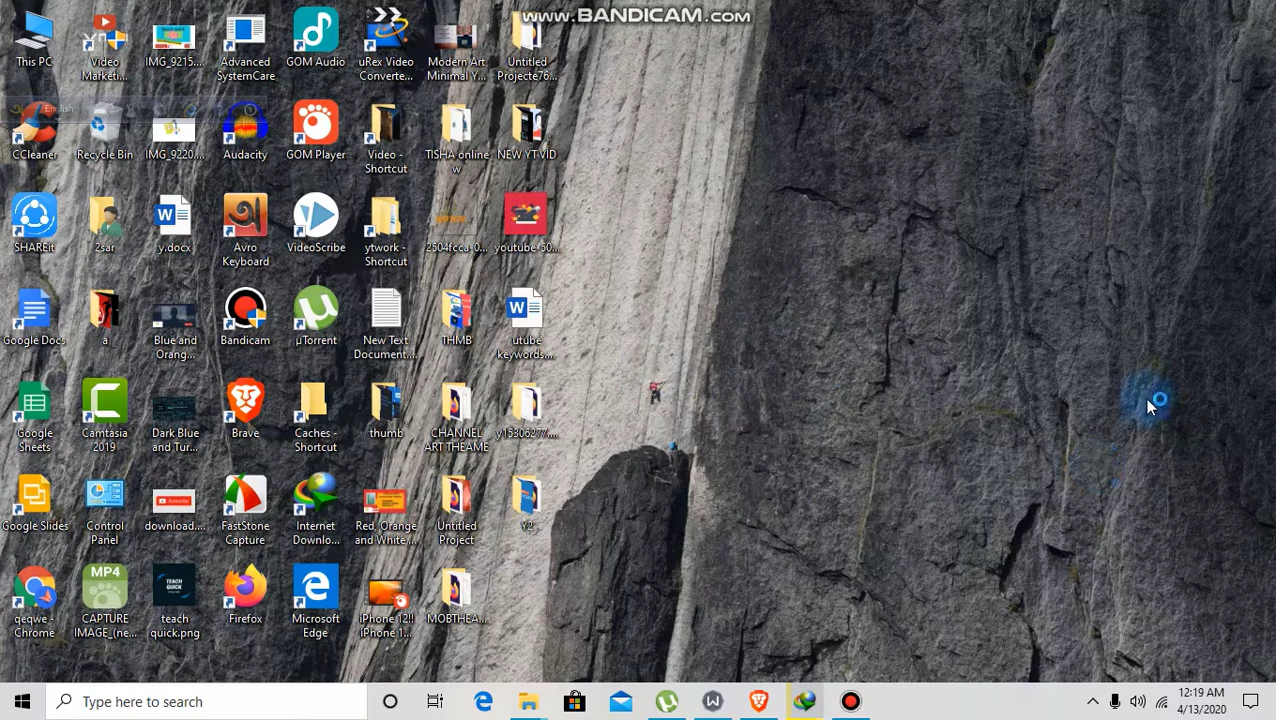 www.BANDICAM.com
This PC
Video Marketi...
IMG_9215....
Advanced SystemCare
GOM Audio
uRex Video Converte...
Modern Art Minimal Y...
Untitled Projecte76...
English
CCleaner
Recycle Bin
IMG_9220....
Audacity
GOM Player
Video - Shortcut
TISHA online w
NEW YT VID
SHAREit
2sar
y.docx
Avro Keyboard
VideoScribe
ytwork - Shortcut
2504fcca-0...
youtube-50...
Google Docs
a
Blue and Orang...
Bandicam
µTorrent
New Text Document....
THMB
utube keywords....
Google Sheets
Camtasia 2019
Dark Blue and Tur...
Brave
Caches - Shortcut
thumb
CHANNEL ART THEAME
y15306277....
Google Slides
Control Panel
download....
FastStone Capture
Internet Downlo...
Red, Orange and White ...
Untitled Project
Y2
qeqwe - Chrome
MP4
CAPTURE IMAGE_(ne...
TEACH QUICK
teach quick.png
Firefox
Microsoft Edge
iPhone 12!! iPhone 1...
MOBTHEA...
Type here to search
12:19 AM
4/13/2020